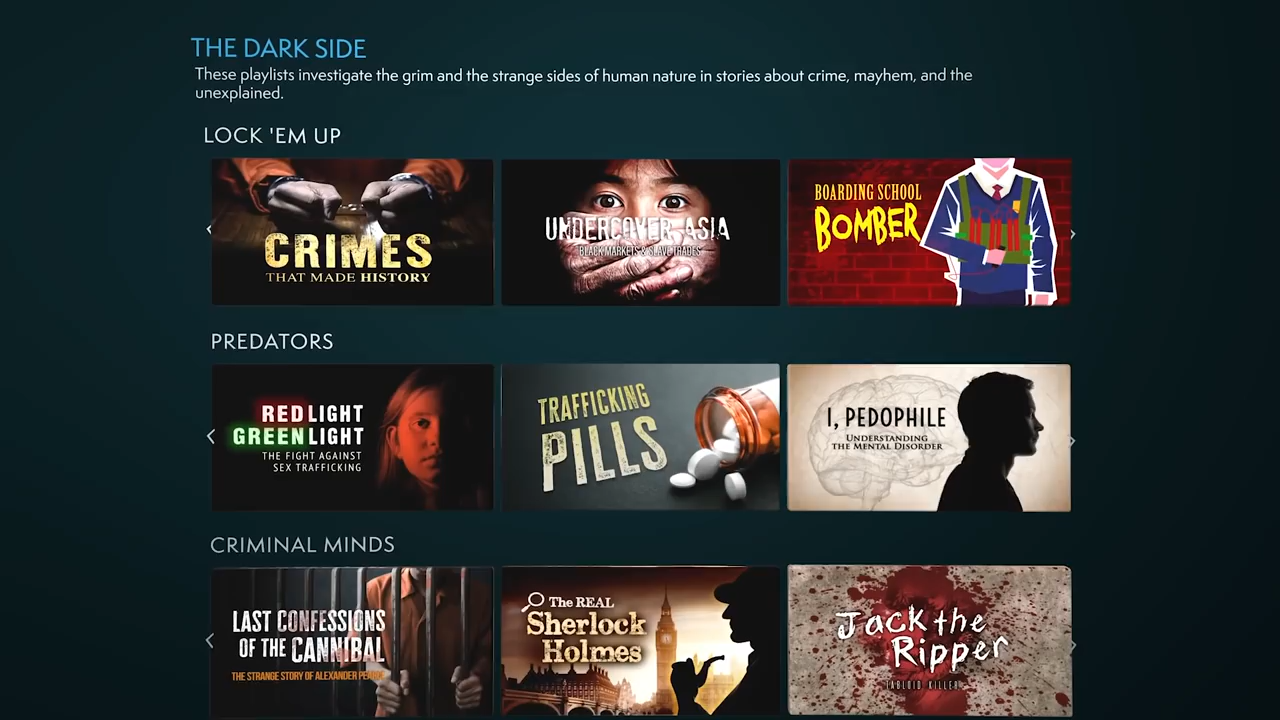 THE DARK SIDE
These playlists investigate the grim and the strange sides of human nature in stories about crime, mayhem, and the
unexplained.
LOCK 'EM UP
CRIMES
THAT MADE HISTORY
UNDERCOVER ASIA
BLACK MARKETS & SLAVE TRADES
BOARDING SCHOOL
BOMBER
PREDATORS
RED LIGHT
GREEN LIGHT
THE FIGHT AGAINST
SEX TRAFFICKING
TRAFFICKING
PILLS
I, PEDOPHILE
UNDERSTANDING
THE MENTAL DISORDER
CRIMINAL MINDS
LAST CONFESSIONS
OF THE CANNIBAL
THE STRANGE STORY OF ALEXANDER
The REAL
Sherlock
Holmes
Jack the
Ripper
TABLOID KILLER